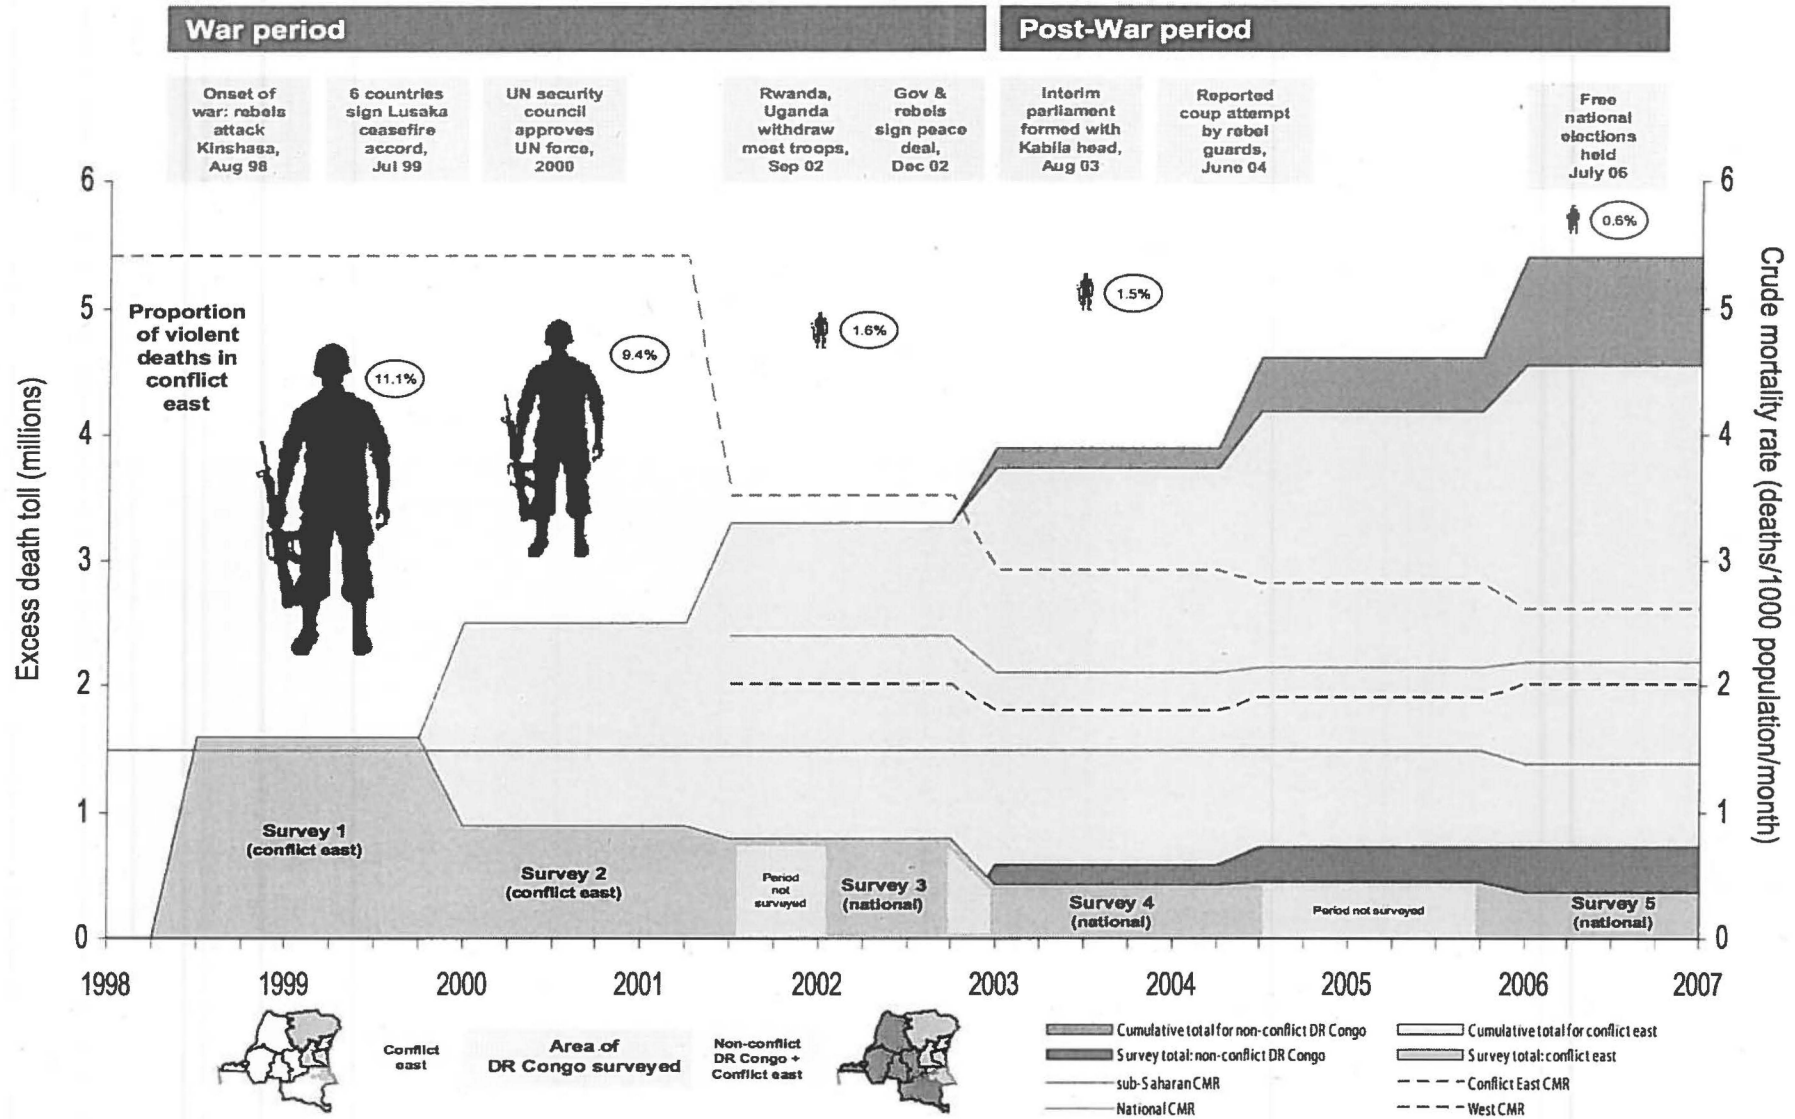 War period
Post-War period
Onset of
war: rebels
attack
Kinshasa,
Aug 98
6 countries
sign Lusaka
ceasefire
accord,
Jul 99
UN security
council
approves
UN force,
2000
Rwanda,
Uganda
withdraw
most troops,
Sep 02
Gov &
rebels
sign peace
deal,
Dec 02
Interim
parliament
formed with
Kabila head,
Aug 03
Reported
coup attempt
by rebel
guards,
June 04
Free
national
elections
held
July 06
Excess death toll (millions)
6
5
4
3
2
1
0
Proportion
of violent
deaths in
conflict
east
11.1%
9.4%
1.6%
1.5%
0.6%
Survey 1
(conflict east)
Survey 2
(conflict east)
Period
not
surveyed
Survey 3
(national)
Survey 4
(national)
Period not surveyed
Survey 5
(national)
6
5
4
3
2
1
0
Crude mortality rate (deaths/1000 population/month)
1998 1999 2000 2001 2002 2003 2004 2005 2006 2007
Conflict
east
Area of
DR Congo surveyed
Non-conflict
DR Congo +
Conflict east
Cumulative total for non-conflict DR Congo
Survey total: non-conflict DR Congo
sub-Saharan CMR
National CMR
Cumulative total for conflict east
Survey total: conflict east
Conflict East CMR
West CMR